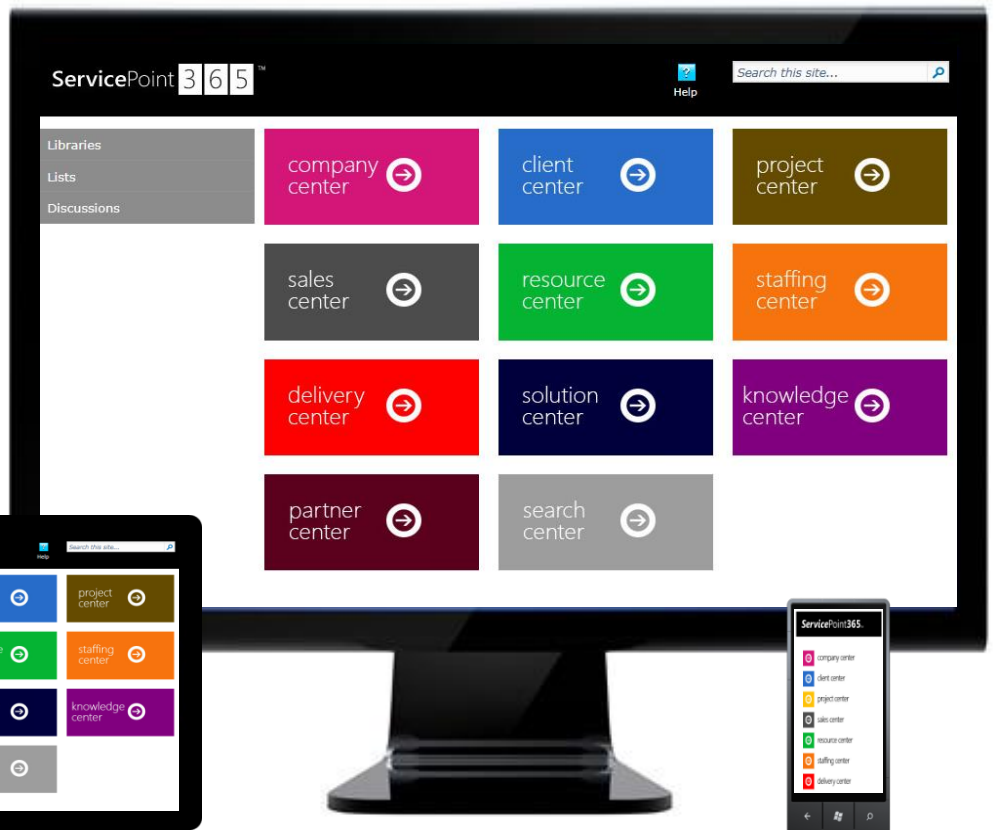 ServicePoint 365™
Help
Search this site...
Libraries
Lists
Discussions
company
center
client
center
project
center
sales
center
resource
center
staffing
center
delivery
center
solution
center
knowledge
center
partner
center
search
center
Help
Search this site...
project
center
staffing
center
knowledge
center
ServicePoint365
company center
client center
project center
sales center
resource center
staffing center
delivery center